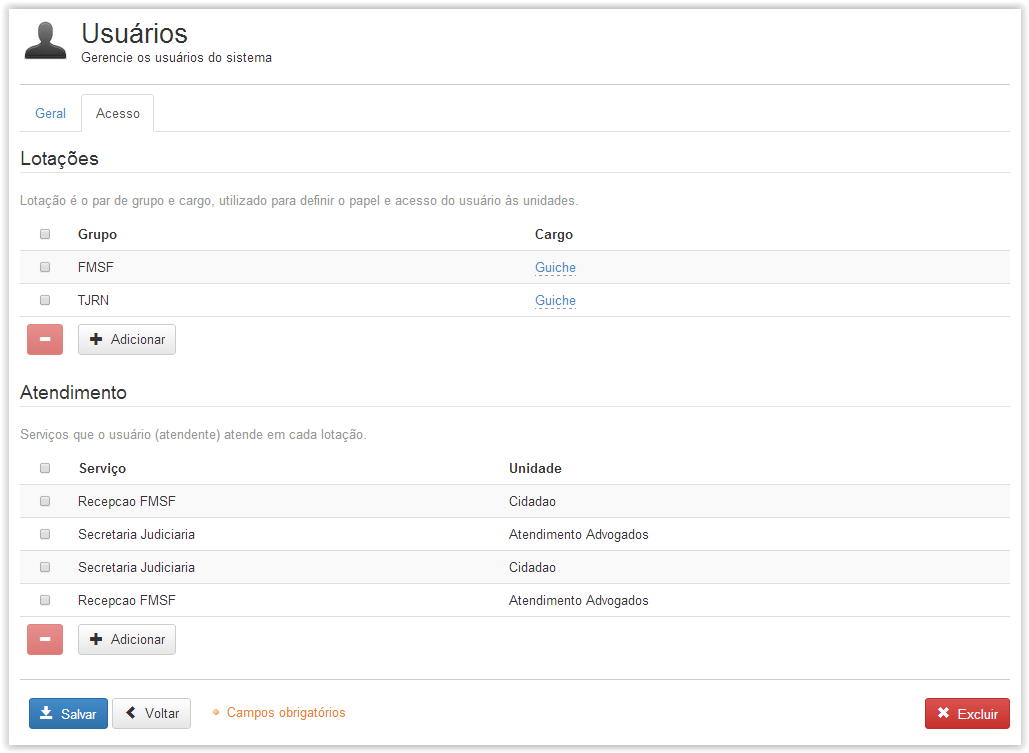 Usuários
Gerencie os usuários do sistema
Geral Acesso
Lotações
Lotação é o par de grupo e cargo, utilizado para definir o papel e acesso do usuário às unidades.
Grupo Cargo
FMSF Guiche
TJRN Guiche
Adicionar
Atendimento
Serviços que o usuário (atendente) atende em cada lotação.
Serviço Unidade
Recepcao FMSF Cidadao
Secretaria Judiciaria Atendimento Advogados
Secretaria Judiciaria Cidadao
Recepcao FMSF Atendimento Advogados
Adicionar
Salvar Voltar Campos obrigatórios Excluir